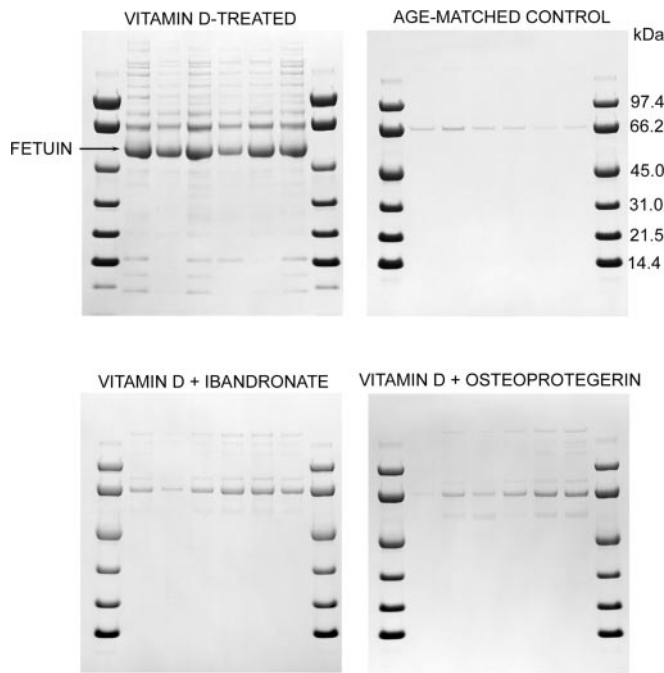 VITAMIN D-TREATED
AGE-MATCHED CONTROL
kDa
97.4
66.2
FETUIN
45.0
31.0
21.5
14.4
VITAMIN D + IBANDRONATE
VITAMIN D + OSTEOPROTEGERIN